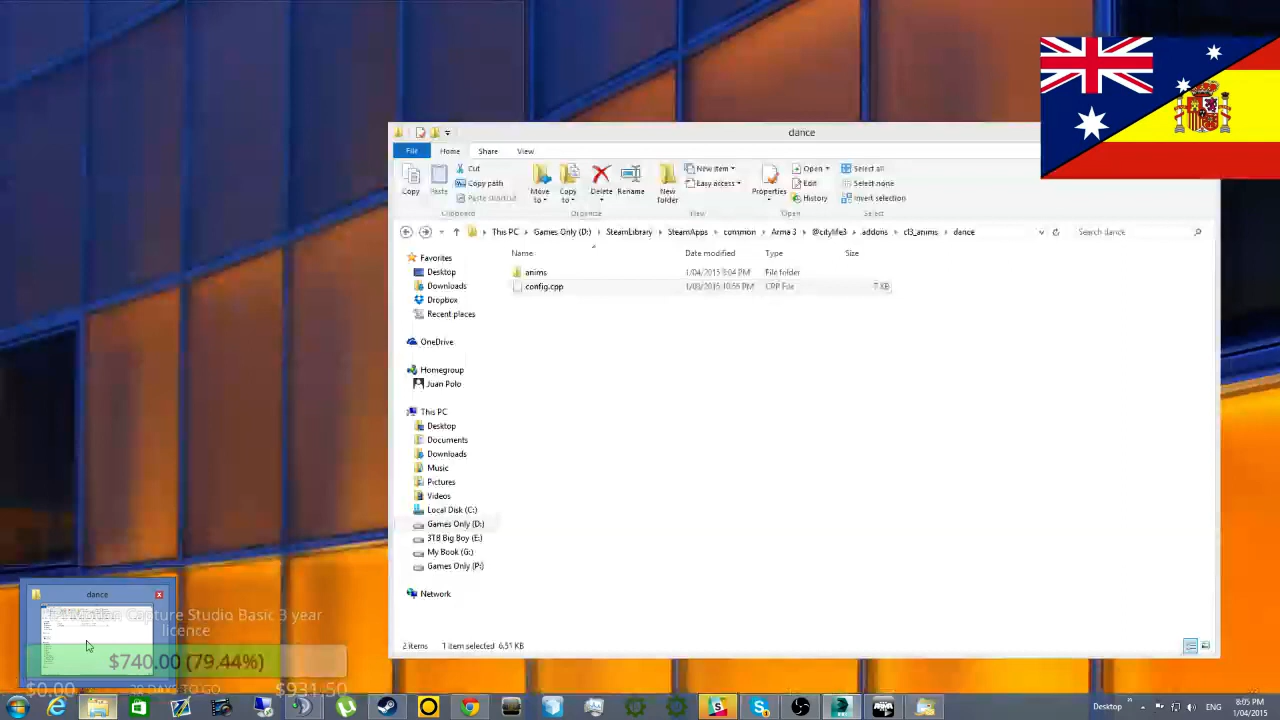 dance
File
Home
Share
View
Copy
Paste
Cut
Copy path
Paste shortcut
Move to
Copy to
Delete
Rename
New folder
New item
Easy access
Properties
Open
Edit
History
Select all
Select none
Invert selection
Clipboard
Organize
New
Open
Select
This PC
Games Only (D:)
SteamLibrary
SteamApps
common
Arma 3
@citylife3
addons
cl3_anims
dance
Search dance
Name
Date modified
Type
Size
anims
1/04/2015 8:04 PM
File folder
config.cpp
CPP File
7 KB
Favorites
Desktop
Downloads
Dropbox
Recent places
OneDrive
Homegroup
Juan Polo
This PC
Desktop
Documents
Downloads
Music
Pictures
Videos
Local Disk (C:)
Games Only (D:)
3TB Big Boy (E:)
My Book (G:)
Games Only (P:)
Network
2 items
1 item selected 6.51 KB
dance
Capture Studio Basic 3 year
licence
$740.00 (79.44%)
$0.00
DAYS TO GO
$931.50
Desktop
ENG
8:05 PM
1/04/2015